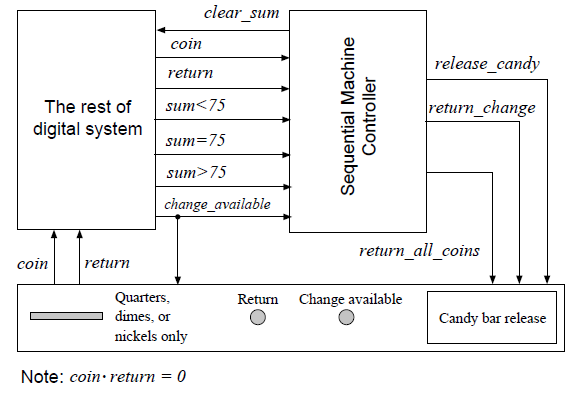 clear_sum
coin
return
sum<75
sum=75
sum>75
change_available
The rest of
digital system
Sequential Machine
Controller
release_candy
return_change
return_all_coins
coin
return
Quarters,
dimes, or
nickels only
Return
Change available
Candy bar release
Note: coin· return = 0